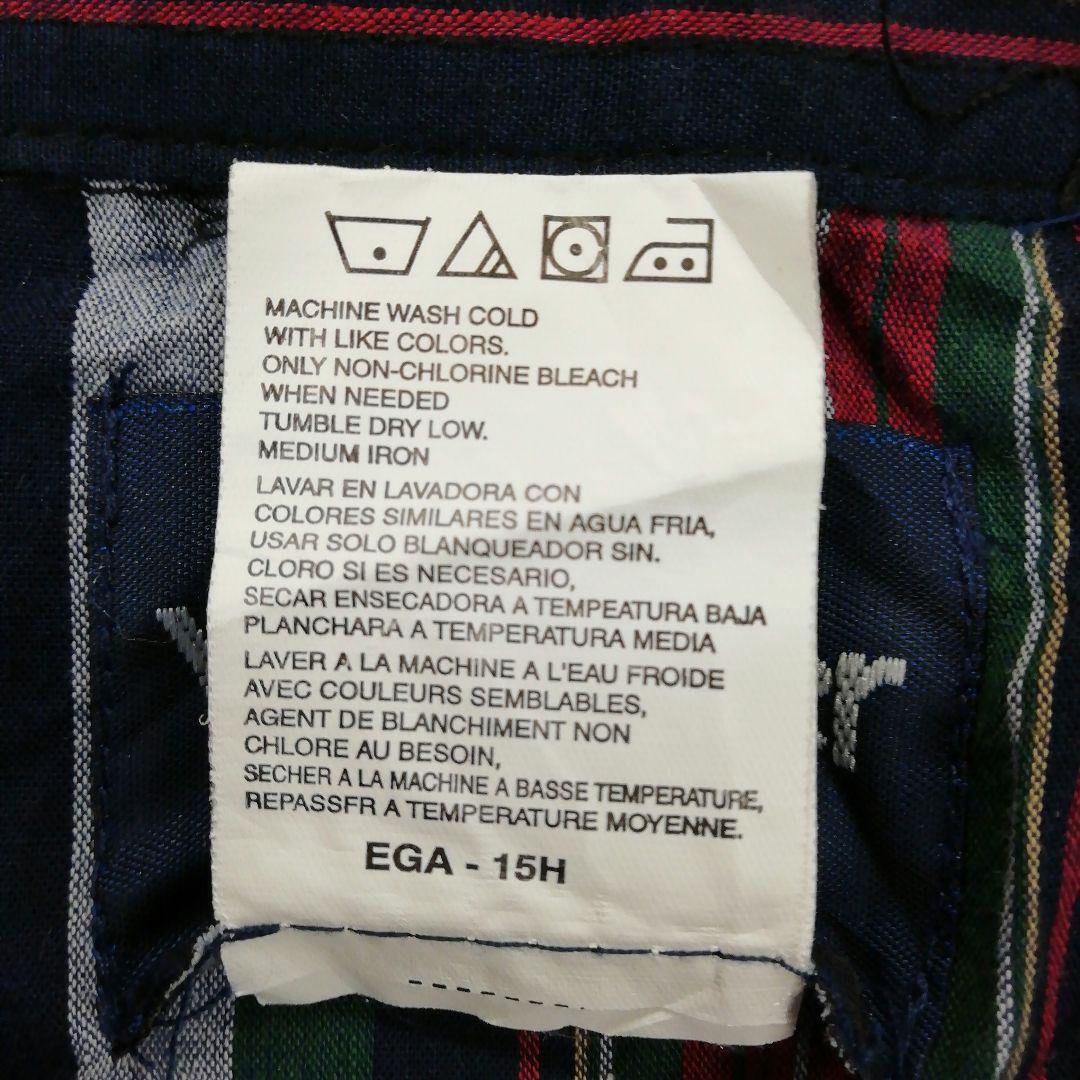 MACHINE WASH COLD
WITH LIKE COLORS.
ONLY NON-CHLORINE BLEACH
WHEN NEEDED
TUMBLE DRY LOW.
MEDIUM IRON
LAVAR EN LAVADORA CON
COLORES SIMILARES EN AGUA FRIA,
USAR SOLO BLANQUEADOR SIN.
CLORO SI ES NECESARIO,
SECAR ENSECADORA A TEMPEATURA BAJA
PLANCHARA A TEMPERATURA MEDIA
LAVER A LA MACHINE A L'EAU FROIDE
AVEC COULEURS SEMBLABLES,
AGENT DE BLANCHIMENT NON
CHLORE AU BESOIN,
SECHER A LA MACHINE A BASSE TEMPERATURE,
REPASSFR A TEMPERATURE MOYENNE.
EGA - 15H